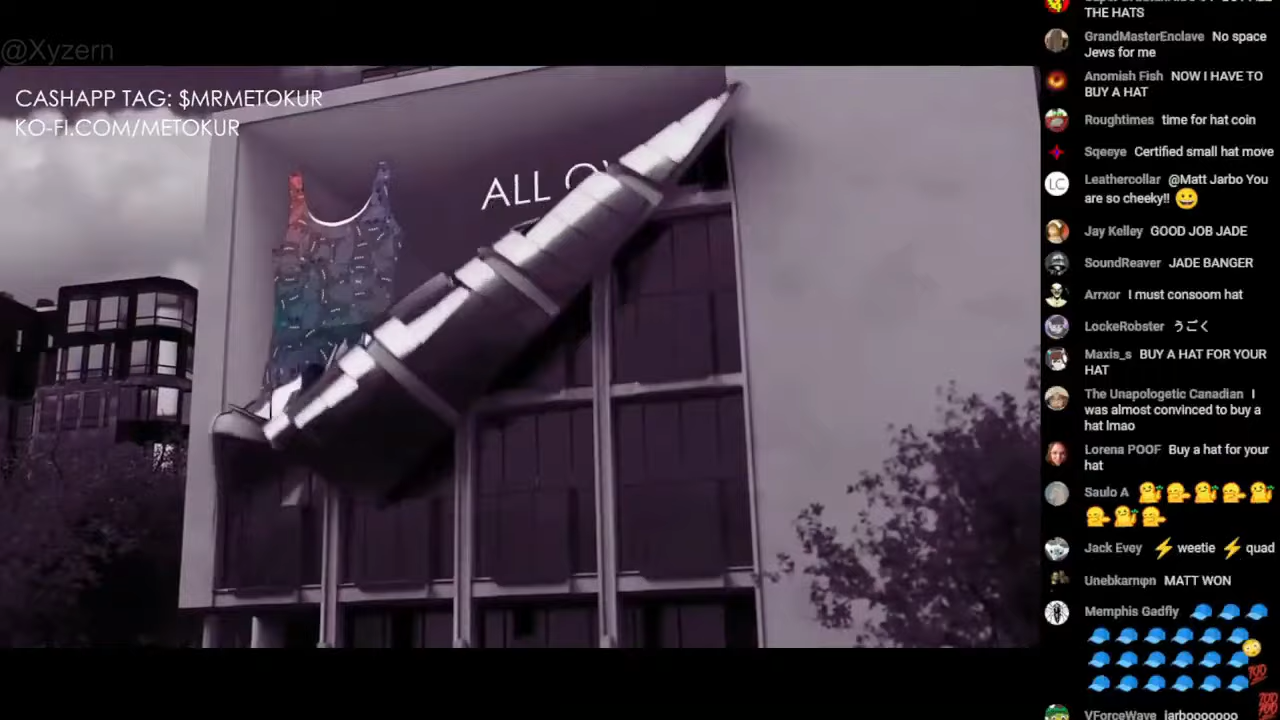 @Xyzern
CASHAPP TAG: $MRMETOKUR
KO-FI.COM/METOKUR
ALL
THE HATS
GrandMasterEnclave No space
Jews for me
Anomish Fish NOW I HAVE TO
BUY A HAT
Roughtimes time for hat coin
Sqeeye Certified small hat move
LC
Leathercollar @Matt Jarbo You
are so cheeky!! 😀
Jay Kelley GOOD JOB JADE
SoundReaver JADE BANGER
Arrxor I must consoom hat
LockeRobster うごく
Maxis_s BUY A HAT FOR YOUR
HAT
The Unapologetic Canadian I
was almost convinced to buy a
hat lmao
Lorena POOF Buy a hat for your
hat
Saulo A
Jack Evey ⚡ weetie ⚡ quad
Unebkamφn MATT WON
Memphis Gadfly 🧢 🧢 🧢
🧢 🧢 🧢 🧢 🧢 🧢
🧢 🧢 🧢 🧢 🧢 🧢
🧢 🧢 🧢 🧢 🧢 🧢
VForceWave jarboooooooo